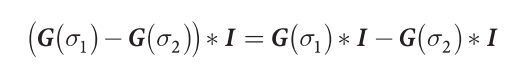 (G(σ₁) − G(σ₂)) * I = G(σ₁) * I − G(σ₂) * I